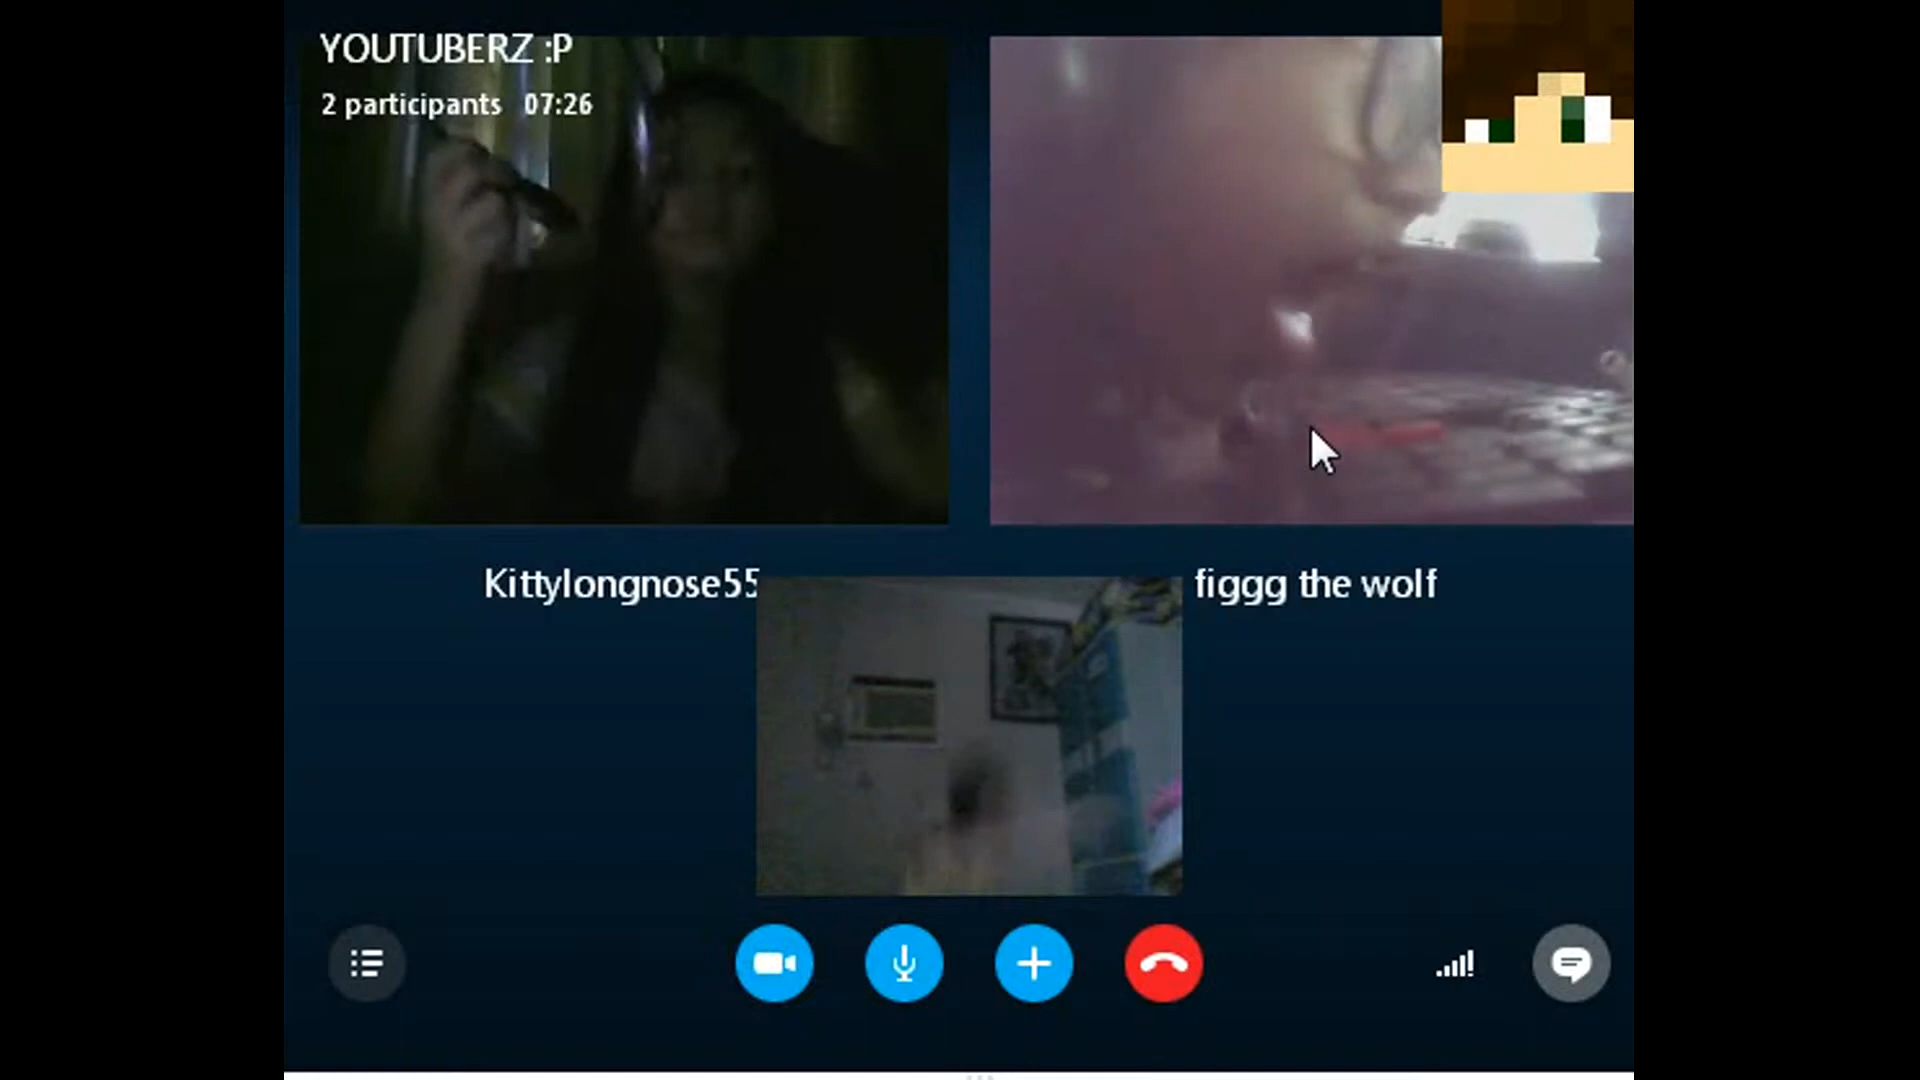 YOUTUBERZ :P
2 participants 07:26
Kittylongnose55
figgg the wolf